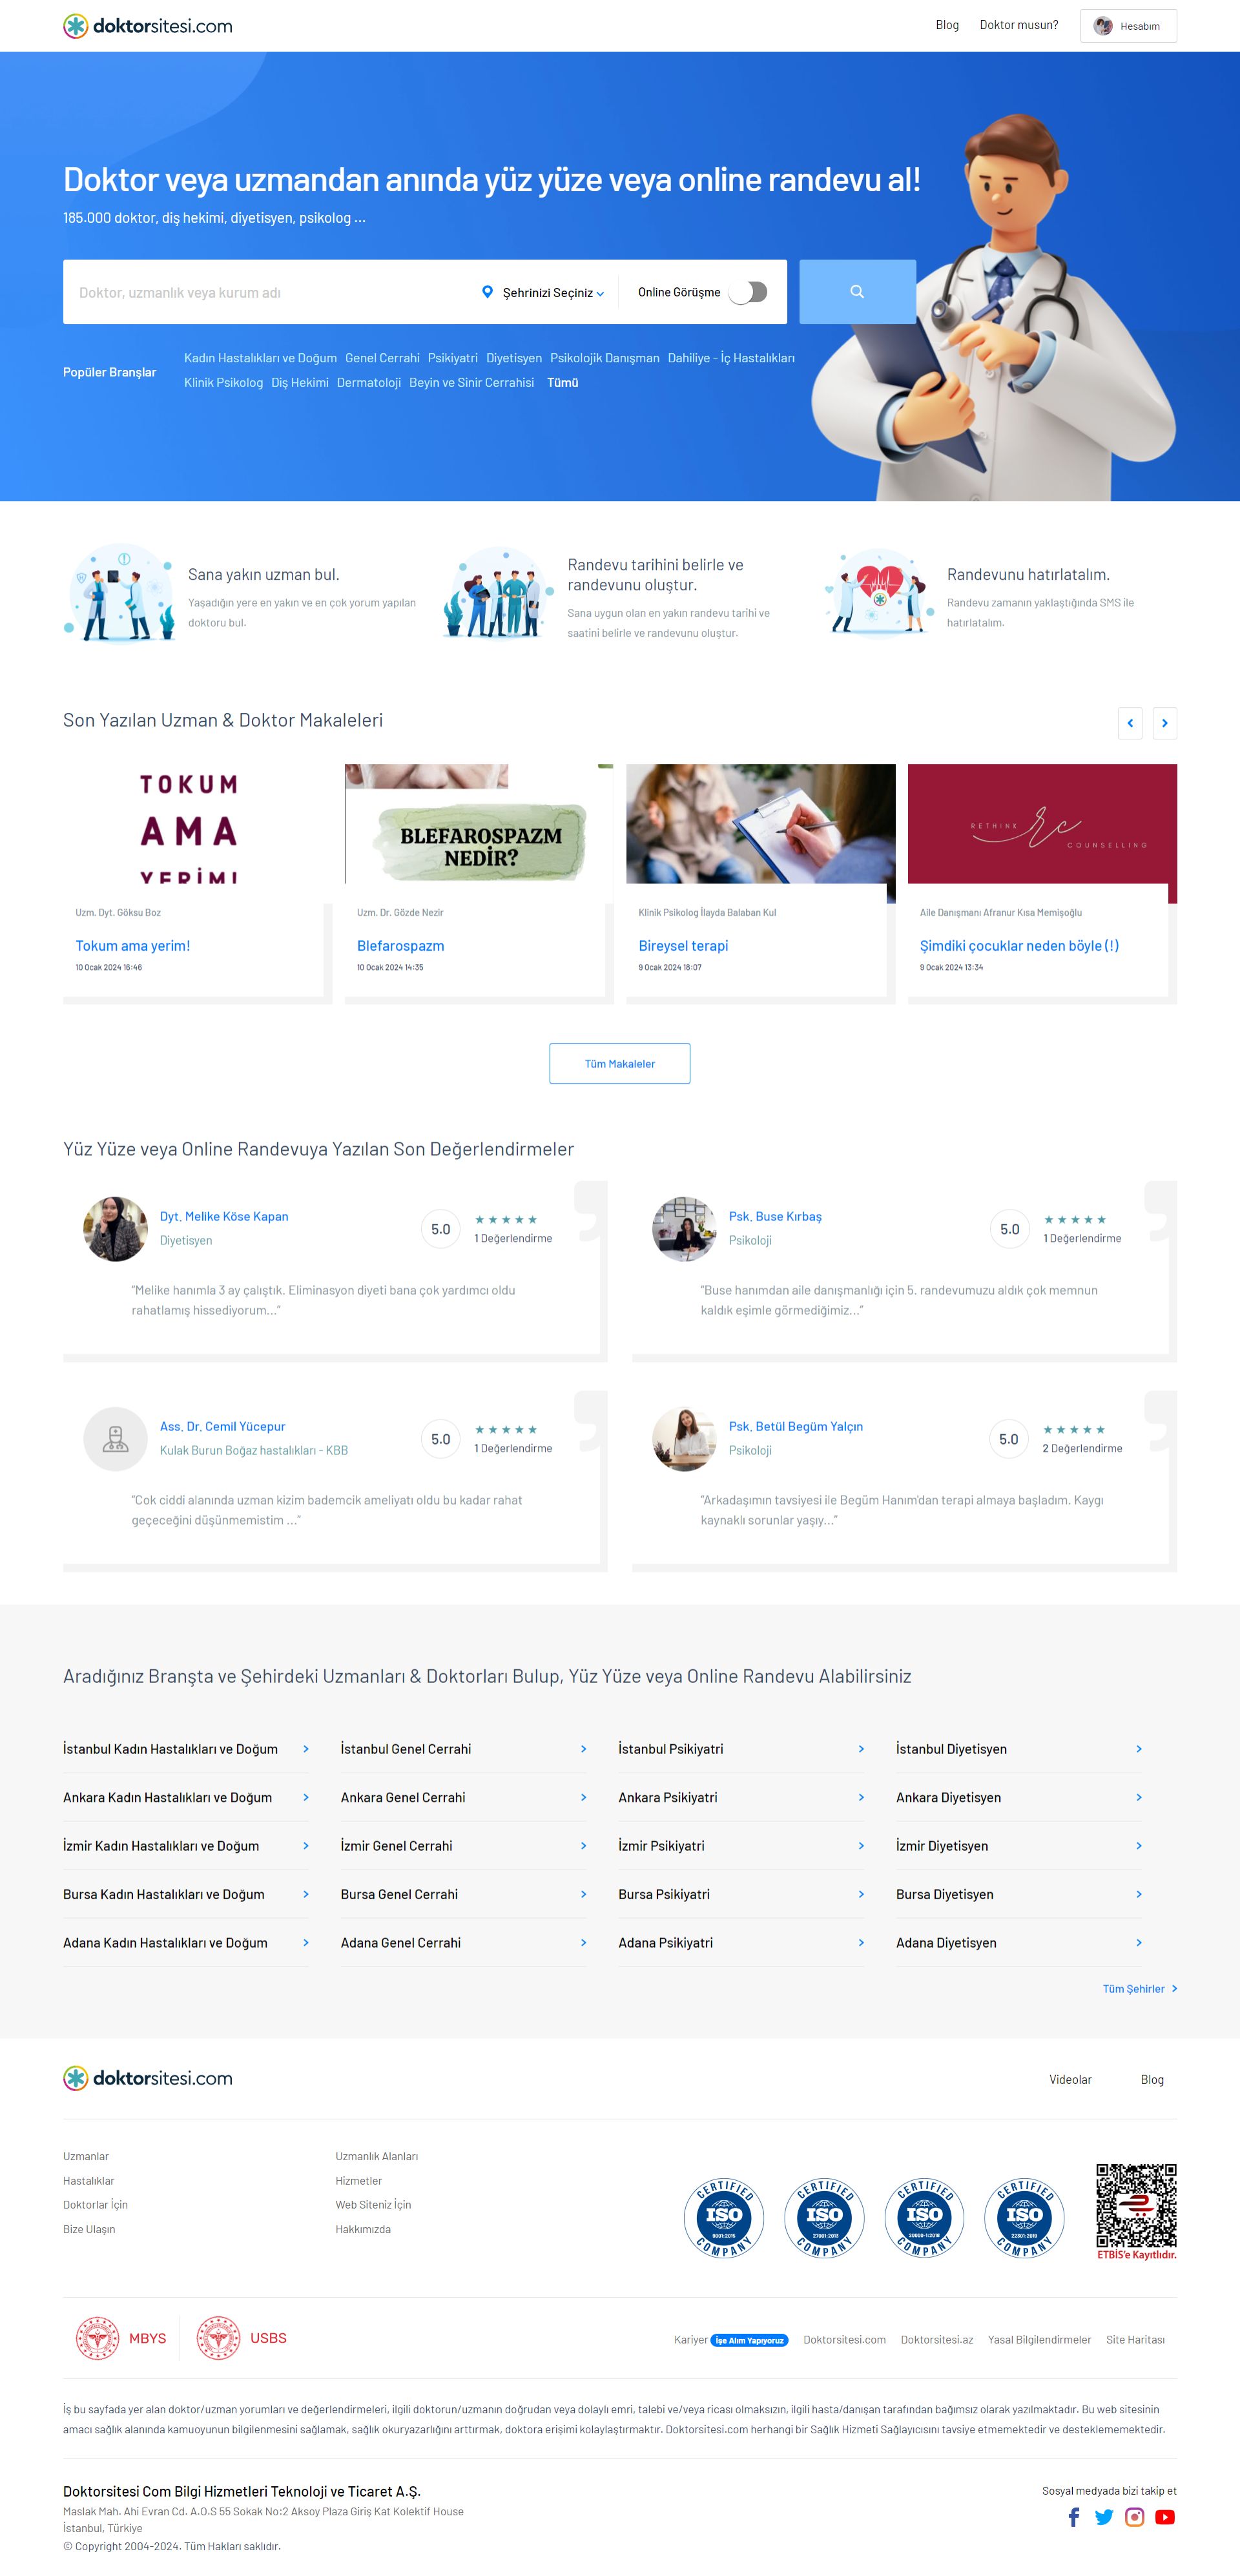 doktorsitesi.com
Blog
Doktor musun?
Hesabım
Doktor veya uzmandan anında yüz yüze veya online randevu al!
185.000 doktor, diş hekimi, diyetisyen, psikolog ...
Doktor, uzmanlık veya kurum adı
Şehrinizi Seçiniz
Online Görüşme
Popüler Branşlar
Kadın Hastalıkları ve Doğum Genel Cerrahi Psikiyatri Diyetisyen Psikolojik Danışman Dahiliye - İç Hastalıkları
Klinik Psikolog Diş Hekimi Dermatoloji Beyin ve Sinir Cerrahisi Tümü
Sana yakın uzman bul.
Yaşadığın yere en yakın ve en çok yorum yapılan
doktoru bul.
Randevu tarihini belirle ve
randevunu oluştur.
Sana uygun olan en yakın randevu tarihi ve
saatini belirle ve randevunu oluştur.
Randevunu hatırlatalım.
Randevu zamanın yaklaştığında SMS ile
hatırlatalım.
Son Yazılan Uzman & Doktor Makaleleri
TOKUM
AMA
YERİM!
Uzm. Dyt. Göksu Boz
Tokum ama yerim!
10 Ocak 2024 16:46
BLEFAROSPAZM
NEDİR?
Uzm. Dr. Gözde Nezir
Blefarospazm
10 Ocak 2024 14:35
Klinik Psikolog İlayda Balaban Kul
Bireysel terapi
9 Ocak 2024 18:07
RETHINK rc
COUNSELLING
Aile Danışmanı Afranur Kısa Memişoğlu
Şimdiki çocuklar neden böyle (!)
9 Ocak 2024 13:34
Tüm Makaleler
Yüz Yüze veya Online Randevuya Yazılan Son Değerlendirmeler
Dyt. Melike Köse Kapan
Diyetisyen
5.0
1 Değerlendirme
"Melike hanımla 3 ay çalıştık. Eliminasyon diyeti bana çok yardımcı oldu
rahatlamış hissediyorum..."
Psk. Buse Kırbaş
Psikoloji
5.0
1 Değerlendirme
"Buse hanımdan aile danışmanlığı için 5. randevumuzu aldık çok memnun
kaldık eşimle görmediğimiz..."
Ass. Dr. Cemil Yücepur
Kulak Burun Boğaz hastalıkları - KBB
5.0
1 Değerlendirme
"Cok ciddi alanında uzman kizim bademcik ameliyatı oldu bu kadar rahat
geçeceğini düşünmemistim ..."
Psk. Betül Begüm Yalçın
Psikoloji
5.0
2 Değerlendirme
"Arkadaşımın tavsiyesi ile Begüm Hanım'dan terapi almaya başladım. Kaygı
kaynaklı sorunlar yaşıy..."
Aradığınız Branşta ve Şehirdeki Uzmanları & Doktorları Bulup, Yüz Yüze veya Online Randevu Alabilirsiniz
İstanbul Kadın Hastalıkları ve Doğum
İstanbul Genel Cerrahi
İstanbul Psikiyatri
İstanbul Diyetisyen
Ankara Kadın Hastalıkları ve Doğum
Ankara Genel Cerrahi
Ankara Psikiyatri
Ankara Diyetisyen
İzmir Kadın Hastalıkları ve Doğum
İzmir Genel Cerrahi
İzmir Psikiyatri
İzmir Diyetisyen
Bursa Kadın Hastalıkları ve Doğum
Bursa Genel Cerrahi
Bursa Psikiyatri
Bursa Diyetisyen
Adana Kadın Hastalıkları ve Doğum
Adana Genel Cerrahi
Adana Psikiyatri
Adana Diyetisyen
Tüm Şehirler
doktorsitesi.com
Videolar
Blog
Uzmanlar
Hastalıklar
Doktorlar İçin
Bize Ulaşın
Uzmanlık Alanları
Hizmetler
Web Siteniz İçin
Hakkımızda
CERTIFIED ISO 9001:2015 COMPANY
CERTIFIED ISO 27001:2013 COMPANY
CERTIFIED ISO 20000-1:2018 COMPANY
CERTIFIED ISO 22301:2019 COMPANY
ETBİS'e Kayıtlıdır.
MBYS
USBS
Kariyer İşe Alım Yapıyoruz
Doktorsitesi.com
Doktorsitesi.az
Yasal Bilgilendirmeler
Site Haritası
İş bu sayfada yer alan doktor/uzman yorumları ve değerlendirmeleri, ilgili doktorun/uzmanın doğrudan veya dolaylı emri, talebi ve/veya ricası olmaksızın, ilgili hasta/danışan tarafından bağımsız olarak yazılmaktadır. Bu web sitesinin
amacı sağlık alanında kamuoyunun bilgilenmesini sağlamak, sağlık okuryazarlığını arttırmak, doktora erişimi kolaylaştırmaktır. Doktorsitesi.com herhangi bir Sağlık Hizmeti Sağlayıcısını tavsiye etmemektedir ve desteklememektedir.
Doktorsitesi Com Bilgi Hizmetleri Teknoloji ve Ticaret A.Ş.
Maslak Mah. Ahi Evran Cd. A.O.S 55 Sokak No:2 Aksoy Plaza Giriş Kat Kolektif House
İstanbul, Türkiye
© Copyright 2004-2024. Tüm Hakları saklıdır.
Sosyal medyada bizi takip et